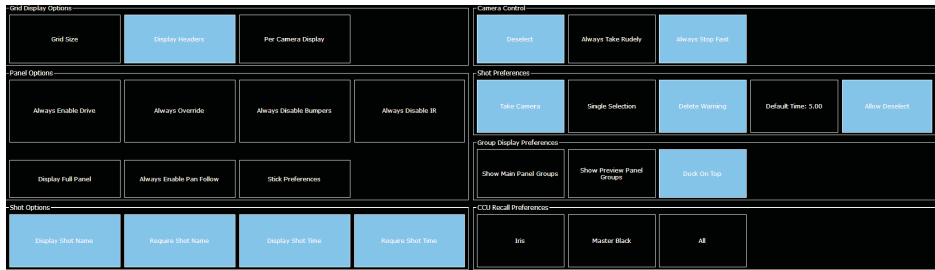 Grid Display Options
Grid Size
Display Headers
Per Camera Display
Camera Control
Deselect
Always Take Rudely
Always Stop Fast
Panel Options
Always Enable Drive
Always Override
Always Disable Bumpers
Always Disable IR
Display Full Panel
Always Enable Pan Follow
Stick Preferences
Shot Preferences
Take Camera
Single Selection
Delete Warning
Default Time: 5.00
Allow Deselect
Group Display Preferences
Show Main Panel Groups
Show Preview Panel
Groups
Dock On Top
Shot Options
Display Shot Name
Require Shot Name
Display Shot Time
Require Shot Time
CCU Recall Preferences
Iris
Master Black
All